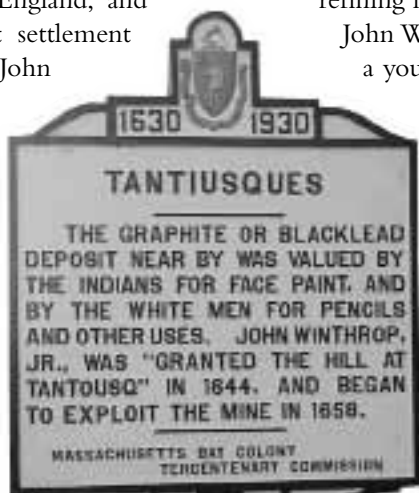 England, and
settlement
John
refining
John W
a you
1630 1930
TANTIUSQUES
THE GRAPHITE OR BLACKLEAD
DEPOSIT NEAR BY WAS VALUED BY
THE INDIANS FOR FACE PAINT, AND
BY THE WHITE MEN FOR PENCILS
AND OTHER USES. JOHN WINTHROP,
JR., WAS "GRANTED THE HILL AT
TANTOUSQ" IN 1644, AND BEGAN
TO EXPLOIT THE MINE IN 1658.
MASSACHUSETTS BAY COLONY
TERCENTENARY COMMISSION